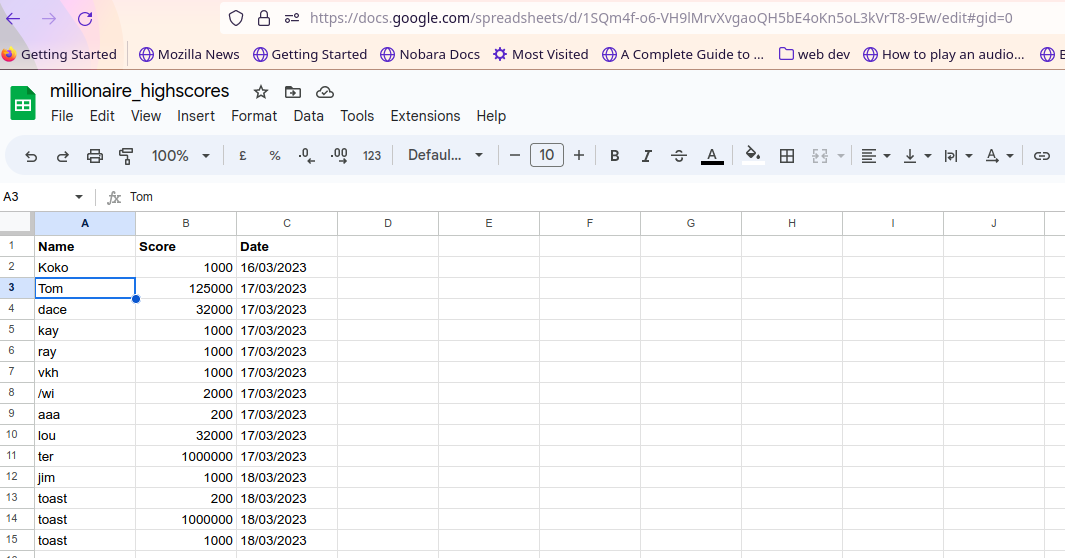 https://docs.google.com/spreadsheets/d/1SQm4f-o6-VH9lMrvXvgaoQH5bE4oKn5oL3kVrT8-9Ew/edit#gid=0
Getting Started Mozilla News Getting Started Nobara Docs Most Visited A Complete Guide to ... web dev How to play an audio...
millionaire_highscores
File Edit View Insert Format Data Tools Extensions Help
100% £ % .0 .00 123 Defaul... − 10 + B I A
A3 fx Tom
A B C D E F G H I J
1 Name Score Date
2 Koko 1000 16/03/2023
3 Tom 125000 17/03/2023
4 dace 32000 17/03/2023
5 kay 1000 17/03/2023
6 ray 1000 17/03/2023
7 vkh 1000 17/03/2023
8 /wi 2000 17/03/2023
9 aaa 200 17/03/2023
10 lou 32000 17/03/2023
11 ter 1000000 17/03/2023
12 jim 1000 18/03/2023
13 toast 200 18/03/2023
14 toast 1000000 18/03/2023
15 toast 1000 18/03/2023